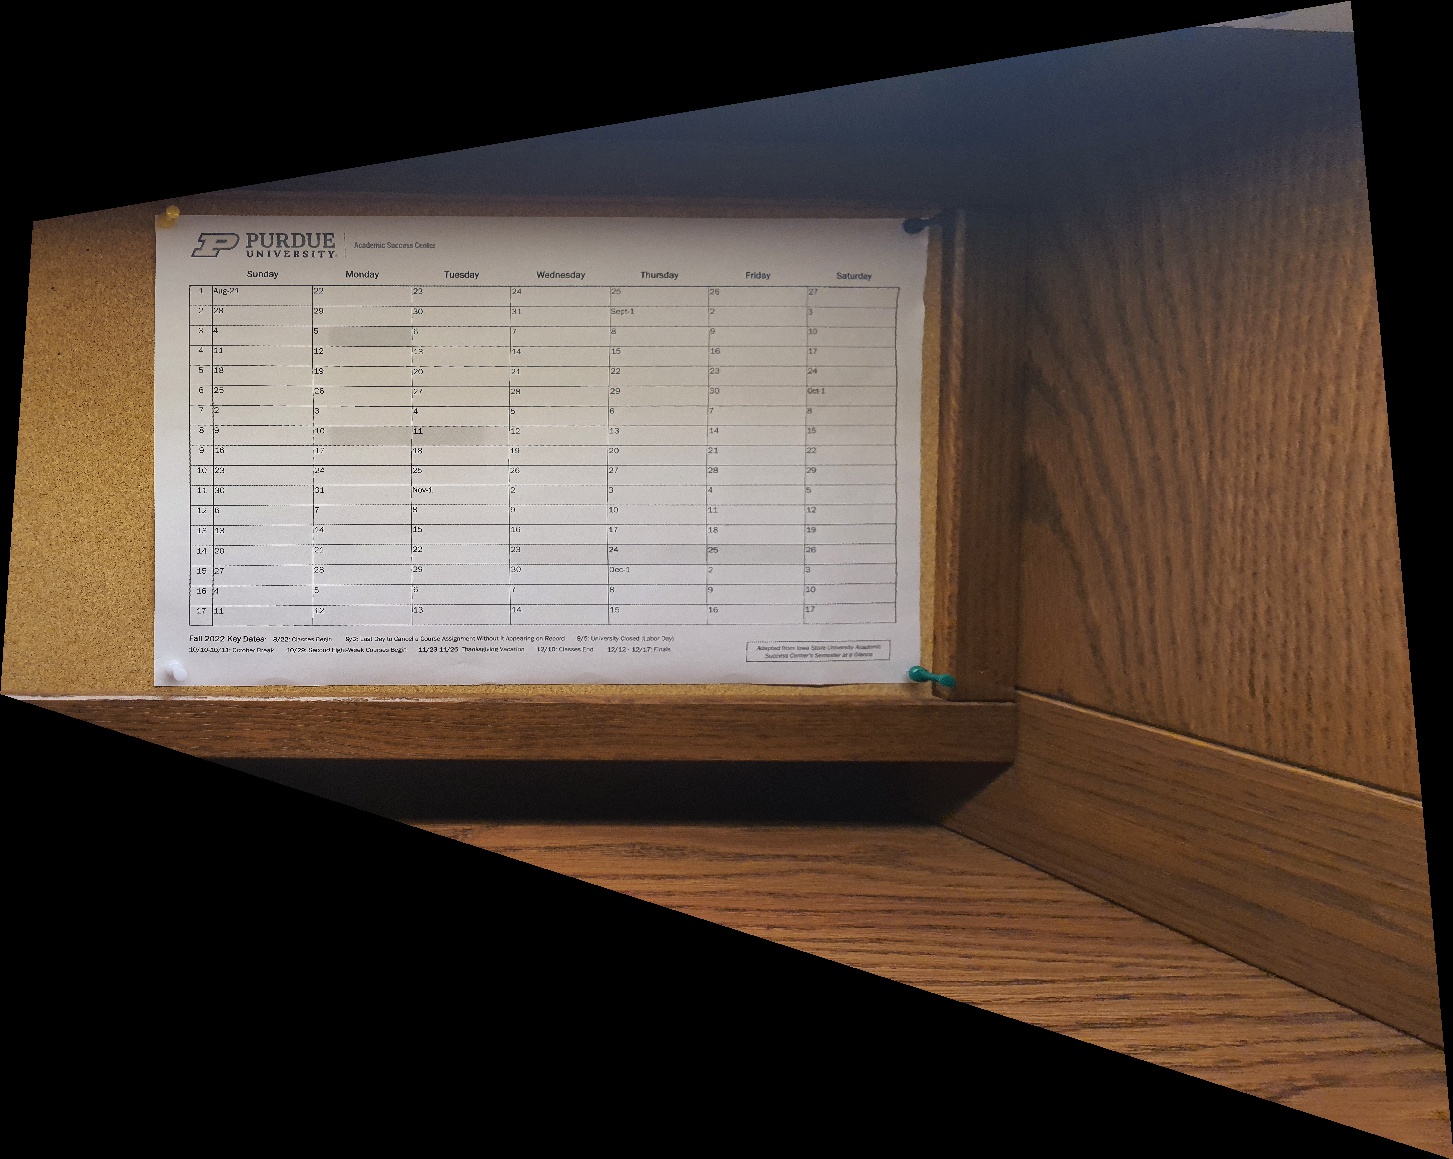 PURDUE
UNIVERSITY
Academic Success Center
Sunday Monday Tuesday Wednesday Thursday Friday Saturday
1 Aug-21 22 23 24 25 26 27
2 28 29 30 31 Sept-1 2 3
3 4 5 6 7 8 9 10
4 11 12 13 14 15 16 17
5 18 19 20 21 22 23 24
6 25 26 27 28 29 30 Oct-1
7 2 3 4 5 6 7 8
8 9 10 11 12 13 14 15
9 16 17 18 19 20 21 22
10 23 24 25 26 27 28 29
11 30 31 Nov-1 2 3 4 5
12 6 7 8 9 10 11 12
13 13 14 15 16 17 18 19
14 20 21 22 23 24 25 26
15 27 28 29 30 Dec-1 2 3
16 4 5 6 7 8 9 10
17 11 12 13 14 15 16 17
Fall 2022 Key Dates: 8/22: Classes Begin Last Day to Cancel a Course Assignment Without It Appearing on Record 9/5: University Closed (Labor Day)
10/10-10/11: October Break 10/29: Second Eight-Week Courses Begin 11/23-11/26: Thanksgiving Vacation 12/10: Classes End 12/12 - 12/17: Finals
Adapted from Iowa State University Academic
Success Center's Semester at a Glance